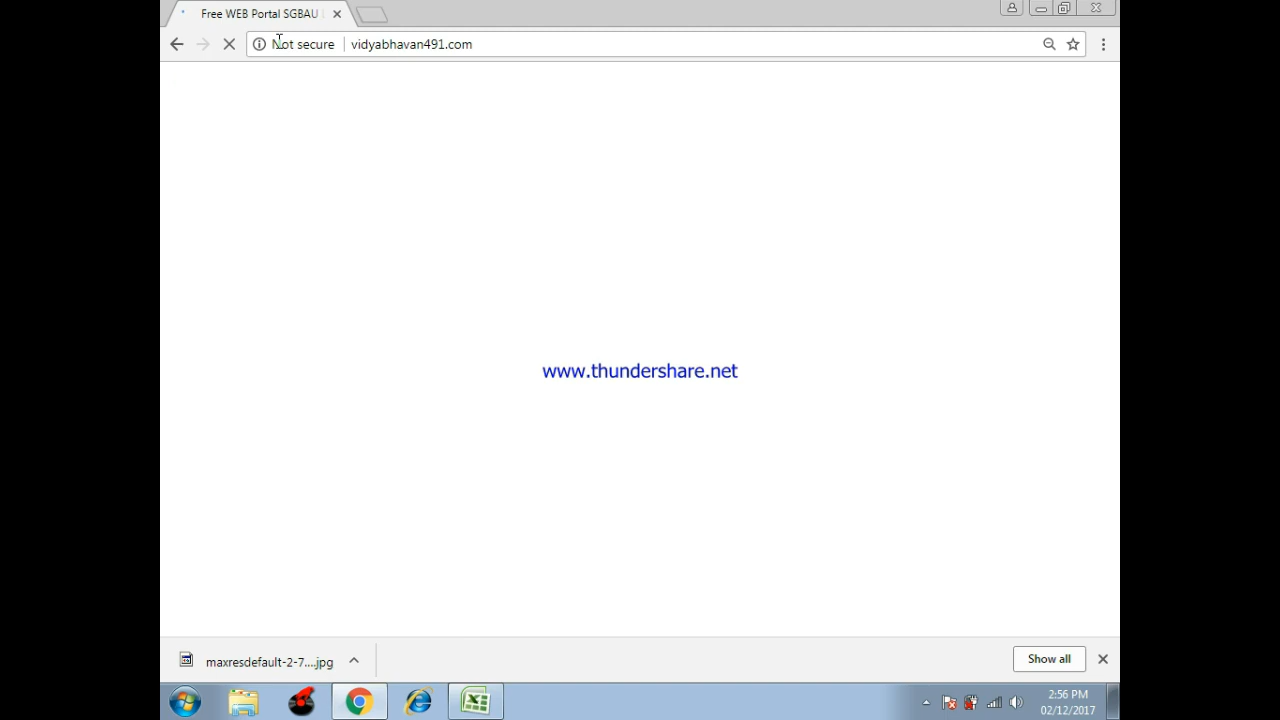 Free WEB Portal SGBAU
Not secure
vidyabhavan491.com
www.thundershare.net
maxresdefault-2-7....jpg
Show all
2:56 PM
02/12/2017